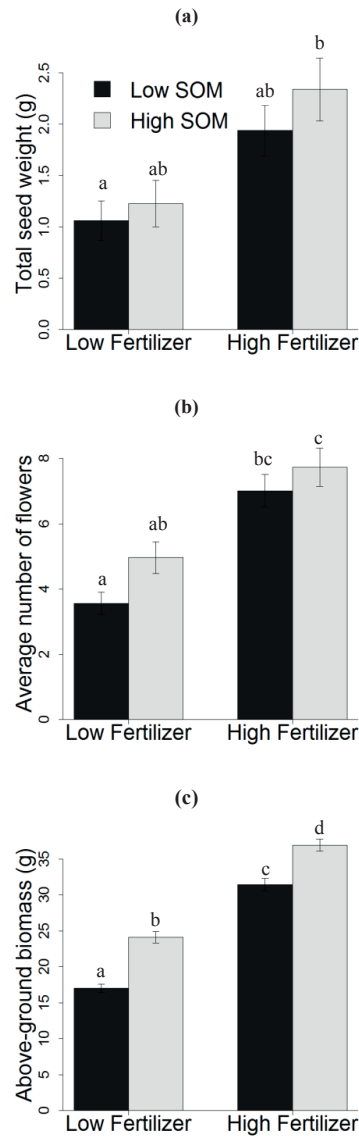 (a)
Total seed weight (g)
0.0 0.5 1.0 1.5 2.0 2.5
Low SOM
High SOM
a ab ab b
Low Fertilizer High Fertilizer
(b)
Average number of flowers
0 2 4 6 8
a ab bc c
Low Fertilizer High Fertilizer
(c)
Above-ground biomass (g)
0 5 10 15 20 25 35
a b c d
Low Fertilizer High Fertilizer